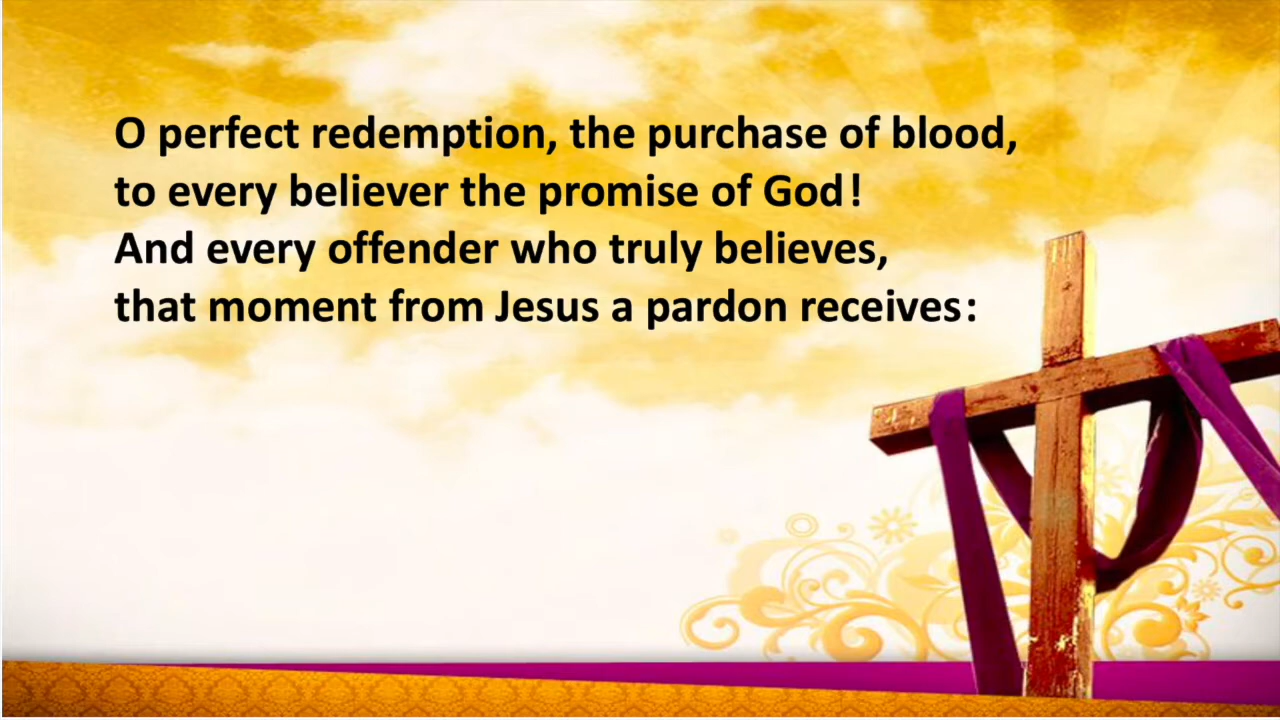 O perfect redemption, the purchase of blood,
to every believer the promise of God!
And every offender who truly believes,
that moment from Jesus a pardon receives: